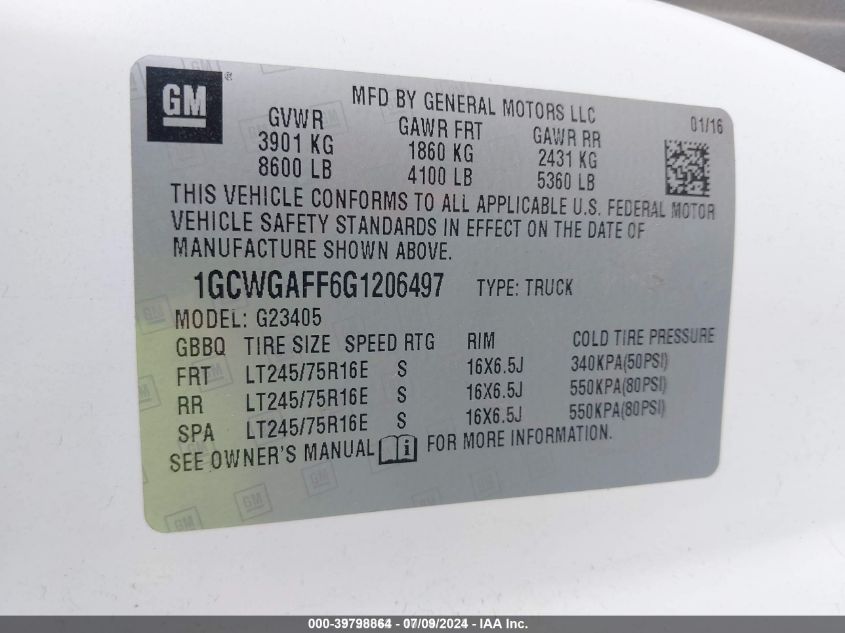 GM ®
MFD BY GENERAL MOTORS LLC
01/16
GVWR GAWR FRT GAWR RR
3901 KG 1860 KG 2431 KG
8600 LB 4100 LB 5360 LB
THIS VEHICLE CONFORMS TO ALL APPLICABLE U.S. FEDERAL MOTOR
VEHICLE SAFETY STANDARDS IN EFFECT ON THE DATE OF
MANUFACTURE SHOWN ABOVE.
1GCWGAFF6G1206497 TYPE: TRUCK
MODEL: G23405
GBBQ TIRE SIZE SPEED RTG RIM COLD TIRE PRESSURE
FRT LT245/75R16E S 16X6.5J 340KPA(50PSI)
RR LT245/75R16E S 16X6.5J 550KPA(80PSI)
SPA LT245/75R16E S 16X6.5J 550KPA(80PSI)
SEE OWNER'S MANUAL i FOR MORE INFORMATION.
000-39798864 - 07/09/2024 - IAA Inc.